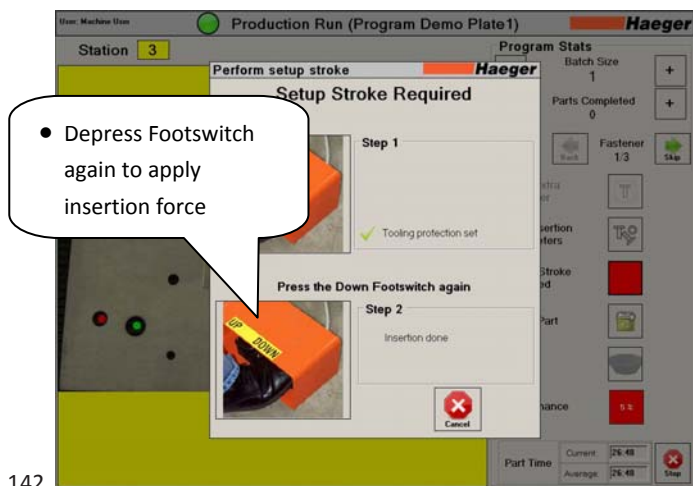 User: Machine User
Production Run (Program Demo Plate1)
Haeger
Station 3
Program Stats
Batch Size
1
+
Parts Completed
0
+
Back
Fastener
1/3
Skip
Perform setup stroke
Haeger
Setup Stroke Required
Step 1
Tooling protection set
Press the Down Footswitch again
UP DOWN
Step 2
Insertion done
Cancel
• Depress Footswitch
again to apply
insertion force
Stroke
Part
5 %
Part Time
Current 26:48
Average 26:48
Stop
142